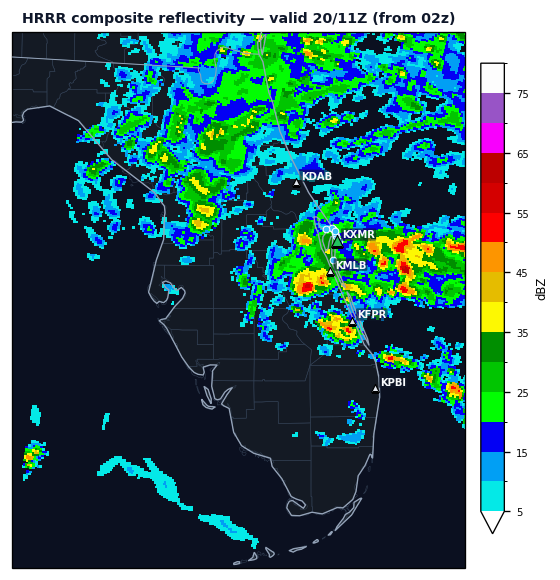 HRRR composite reflectivity — valid 20/11Z (from 02z)
KDAB
KXMR
KMLB
KFPR
KPBI
75
65
55
45
35
25
15
5
dBZ